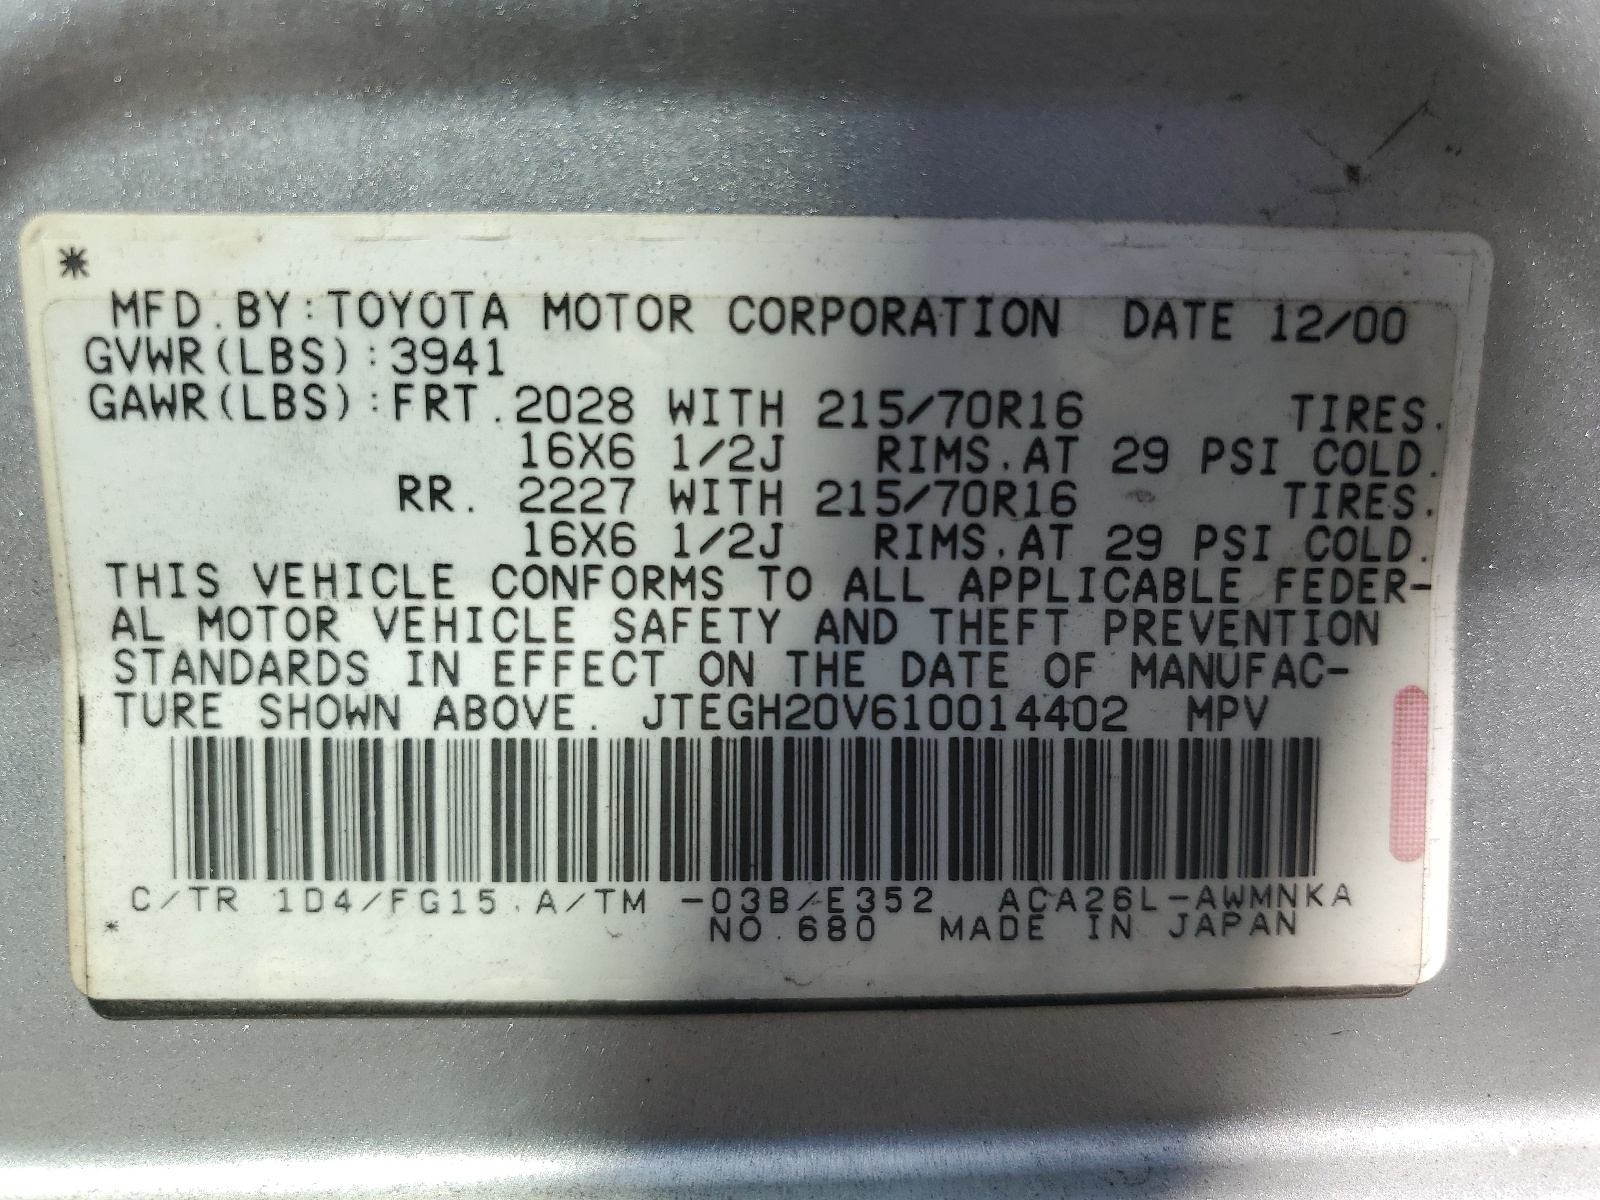 *
MFD.BY:TOYOTA MOTOR CORPORATION DATE 12/00
GVWR(LBS):3941
GAWR(LBS):FRT.2028 WITH 215/70R16 TIRES.
16X6 1/2J RIMS.AT 29 PSI COLD.
RR. 2227 WITH 215/70R16 TIRES.
16X6 1/2J RIMS.AT 29 PSI COLD.
THIS VEHICLE CONFORMS TO ALL APPLICABLE FEDER-
AL MOTOR VEHICLE SAFETY AND THEFT PREVENTION
STANDARDS IN EFFECT ON THE DATE OF MANUFAC-
TURE SHOWN ABOVE. JTEGH20V610014402 MPV
C/TR 1D4/FG15.A/TM -03B/E352 ACA26L-AWMNKA
* NO.680 MADE IN JAPAN